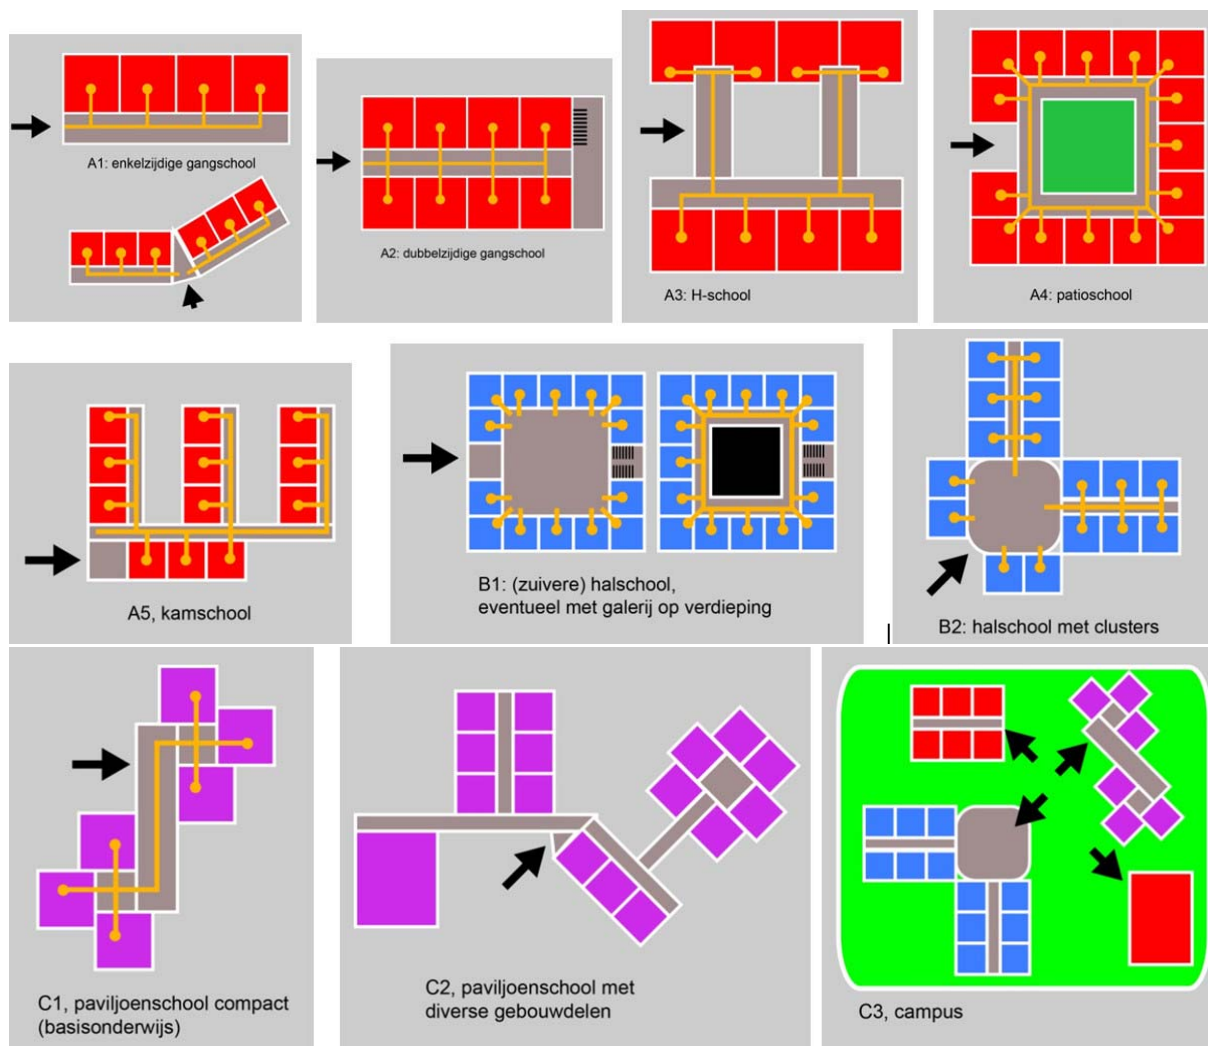 A1: enkelzijdige gangschool
A2: dubbelzijdige gangschool
A3: H-school
A4: patioschool
A5, kamschool
B1: (zuivere) halschool,
eventueel met galerij op verdieping
B2: halschool met clusters
C1, paviljoenschool compact
(basisonderwijs)
C2, paviljoenschool met
diverse gebouwdelen
C3, campus